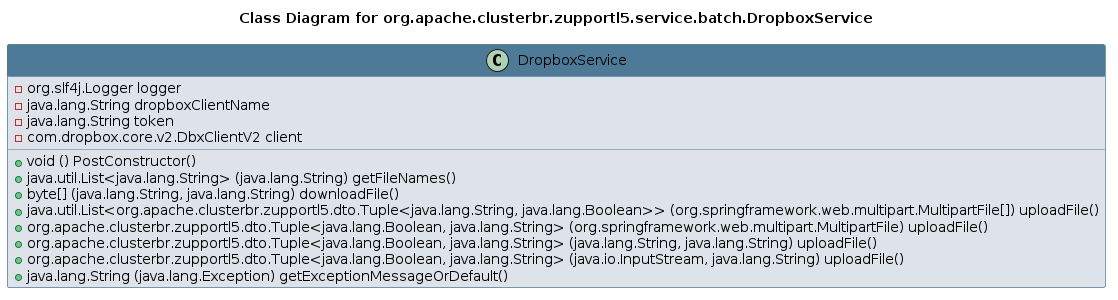 Class Diagram for org.apache.clusterbr.zupportl5.service.batch.DropboxService
C DropboxService
org.slf4j.Logger logger
java.lang.String dropboxClientName
java.lang.String token
com.dropbox.core.v2.DbxClientV2 client
void () PostConstructor()
java.util.List<java.lang.String> (java.lang.String) getFileNames()
byte[] (java.lang.String, java.lang.String) downloadFile()
java.util.List<org.apache.clusterbr.zupportl5.dto.Tuple<java.lang.String, java.lang.Boolean>> (org.springframework.web.multipart.MultipartFile[]) uploadFile()
org.apache.clusterbr.zupportl5.dto.Tuple<java.lang.Boolean, java.lang.String> (org.springframework.web.multipart.MultipartFile) uploadFile()
org.apache.clusterbr.zupportl5.dto.Tuple<java.lang.Boolean, java.lang.String> (java.lang.String, java.lang.String) uploadFile()
org.apache.clusterbr.zupportl5.dto.Tuple<java.lang.Boolean, java.lang.String> (java.io.InputStream, java.lang.String) uploadFile()
java.lang.String (java.lang.Exception) getExceptionMessageOrDefault()